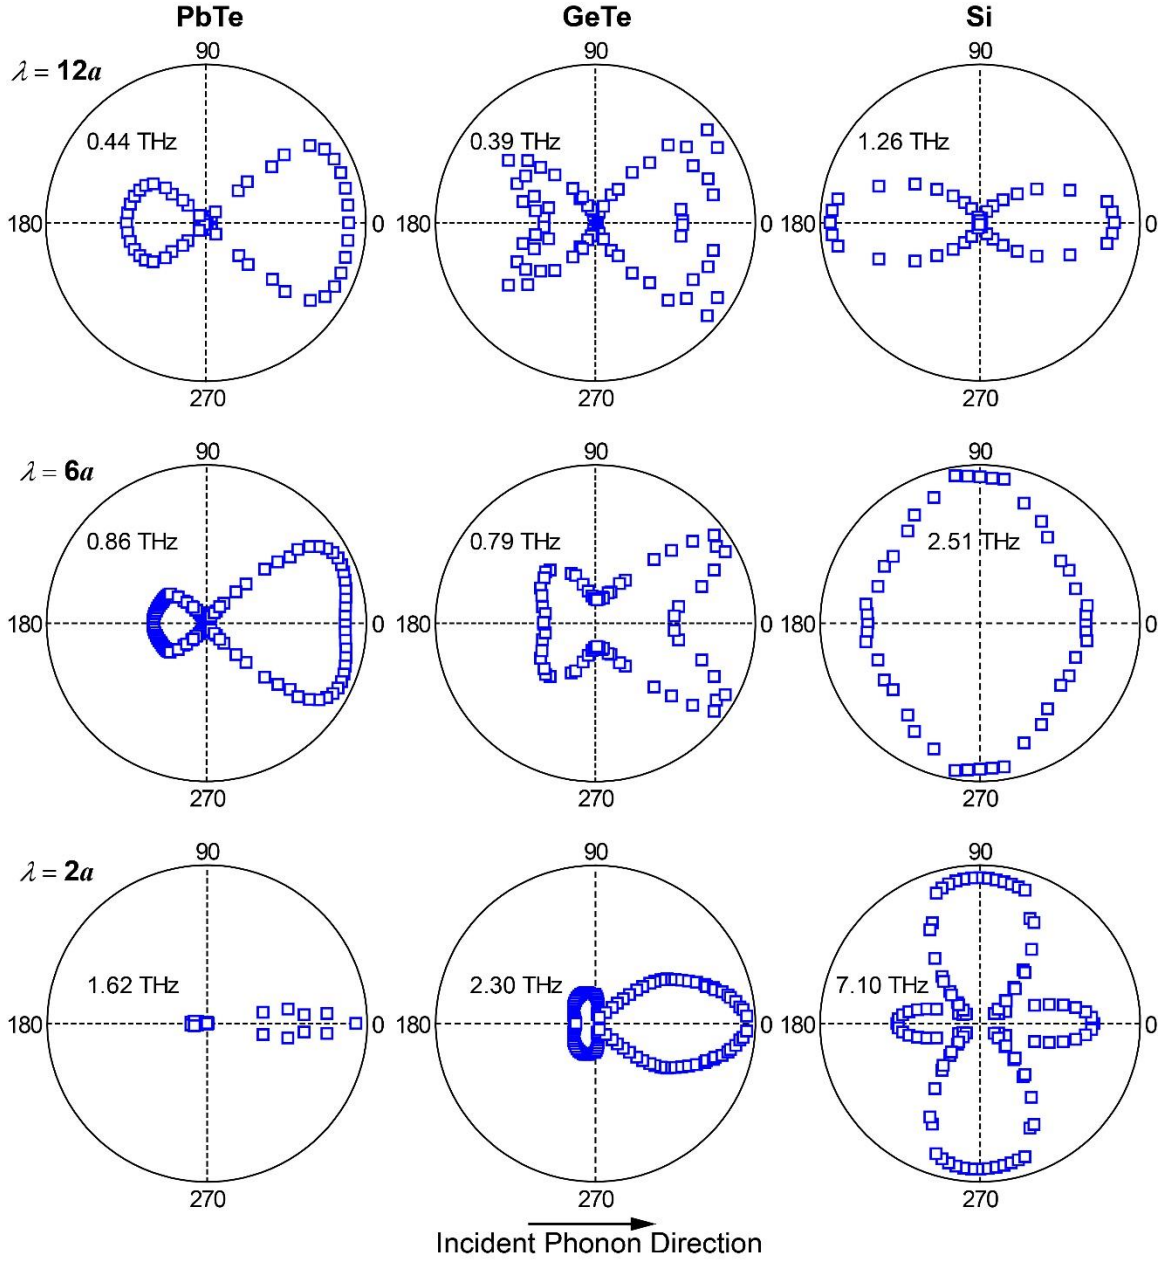 PbTe GeTe Si
λ = 12a
90 90 90
0.44 THz 0.39 THz 1.26 THz
180 0 180 0 180 0
270 270 270
λ = 6a
90 90 90
0.86 THz 0.79 THz 2.51 THz
180 0 180 0 180 0
270 270 270
λ = 2a
90 90 90
1.62 THz 2.30 THz 7.10 THz
180 0 180 0 180 0
270 270 270
Incident Phonon Direction